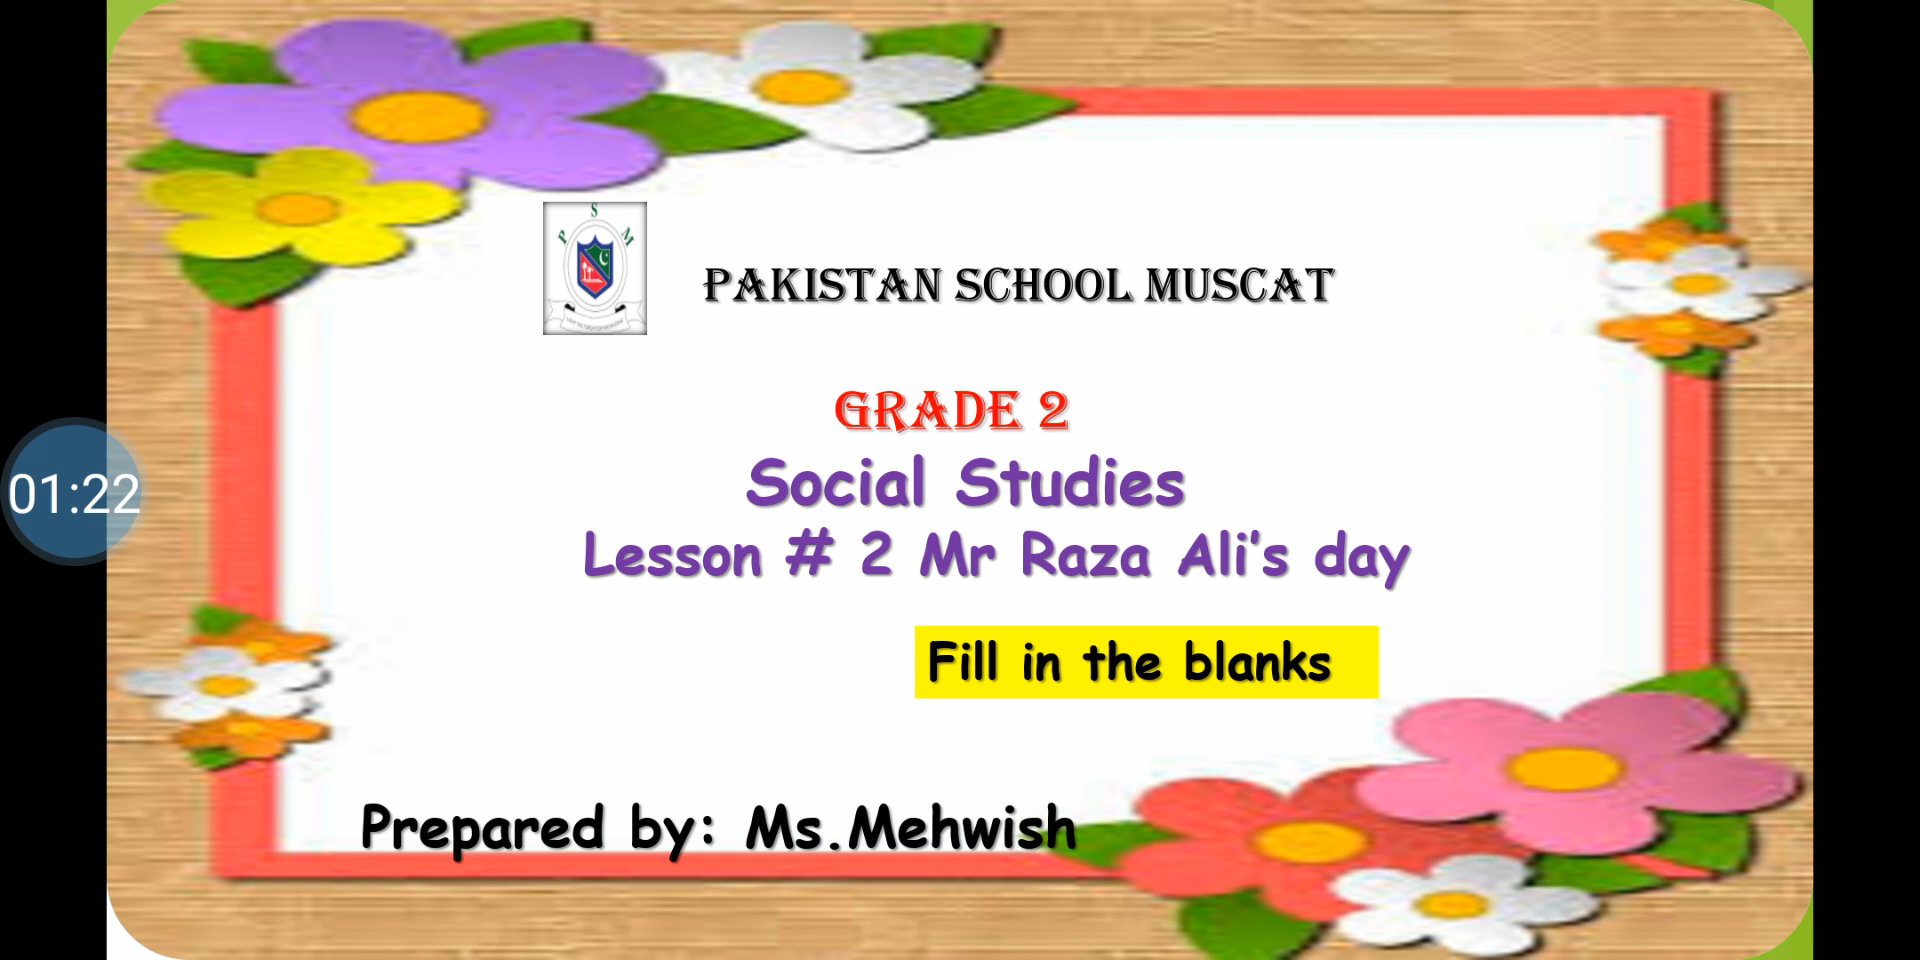 S
P M
PAKISTAN SCHOOL MUSCAT
GRADE 2
Social Studies
01:22
Lesson # 2 Mr Raza Ali's day
Fill in the blanks
Prepared by: Ms.Mehwish